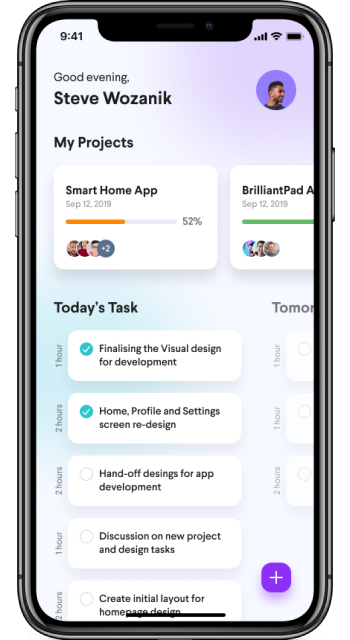 9:41
Good evening,
Steve Wozanik
My Projects
Smart Home App
Sep 12, 2019
52%
+2
BrilliantPad A
Sep 12, 2019
Today's Task
Tomor
1 hour
Finalising the Visual design
for development
1 hour
2 hours
Home, Profile and Settings
screen re-design
1 hour
2 hours
Hand-off desings for app
development
2 hours
1 hour
Discussion on new project
and design tasks
2 hours
Create initial layout for
homepage design